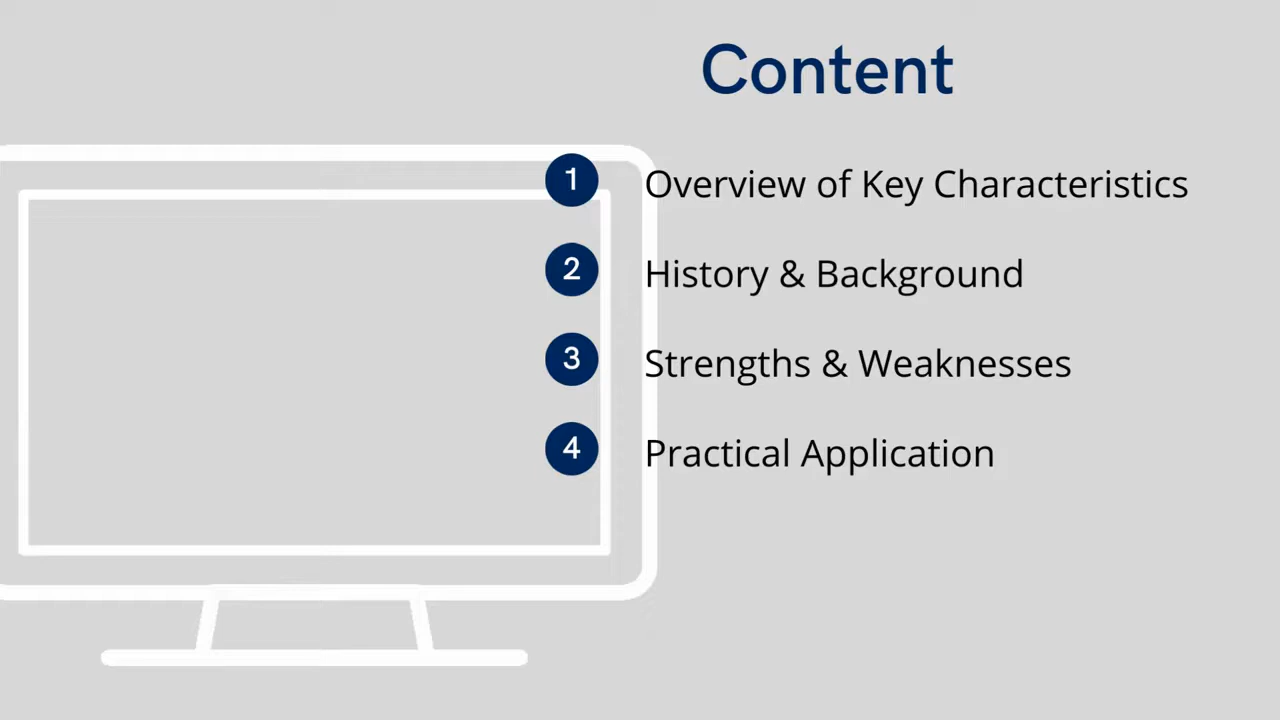 Content
1 Overview of Key Characteristics
2 History & Background
3 Strengths & Weaknesses
4 Practical Application